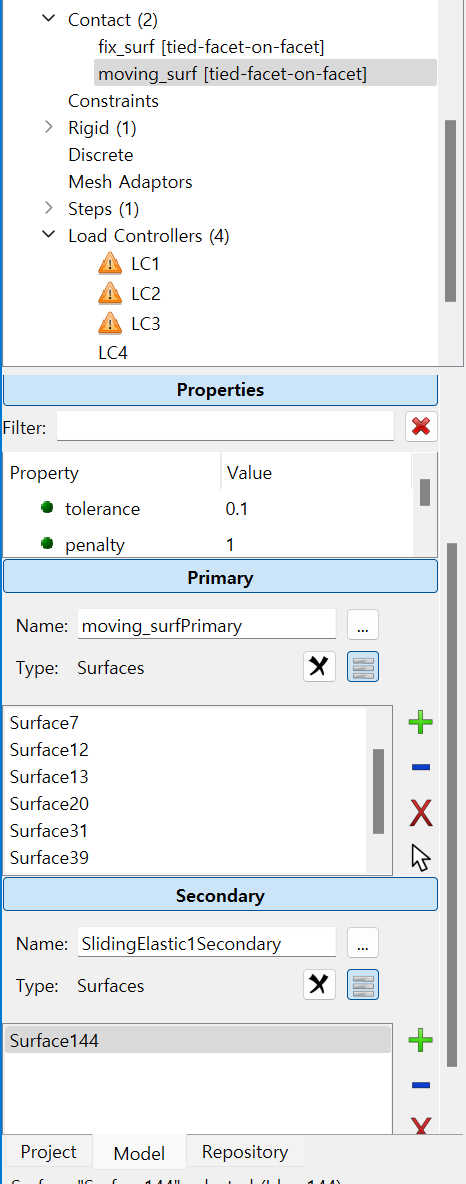 Contact (2)
fix_surf [tied-facet-on-facet]
moving_surf [tied-facet-on-facet]
Constraints
Rigid (1)
Discrete
Mesh Adaptors
Steps (1)
Load Controllers (4)
LC1
LC2
LC3
LC4
Properties
Filter:
Property Value
tolerance 0.1
penalty 1
Primary
Name: moving_surfPrimary ...
Type: Surfaces
Surface7
Surface12
Surface13
Surface20
Surface31
Surface39
Secondary
Name: SlidingElastic1Secondary ...
Type: Surfaces
Surface144
Project Model Repository